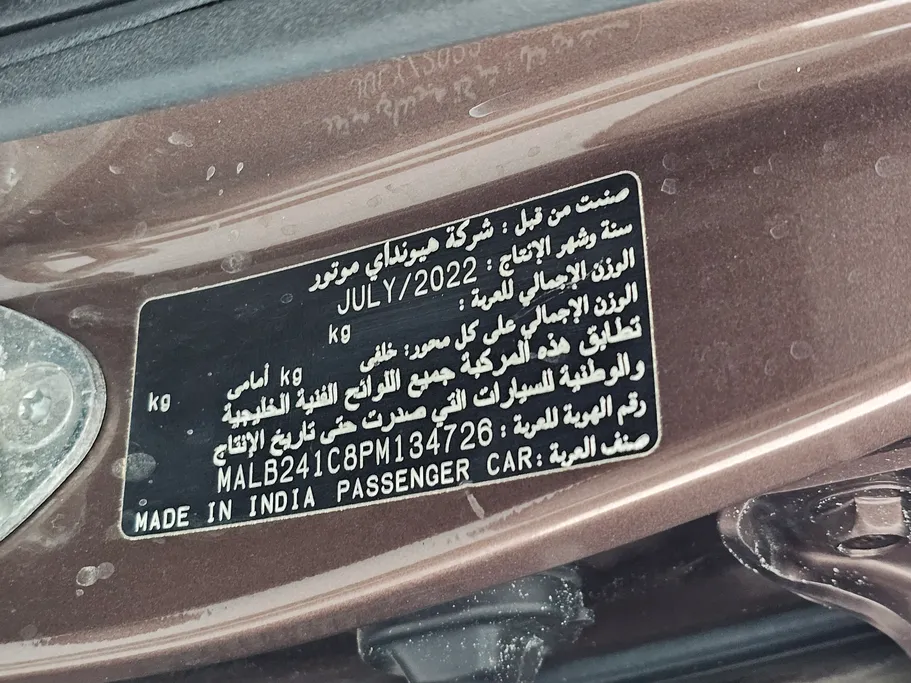 صنعت من قبل : شركة هيونداي موتور
سنة وشهر الإنتاج : JULY/2022
الوزن الإجمالي للعربة : kg
الوزن الإجمالي على كل محور: خلفى kg أمامى kg
تطابق هذه المركبة جميع اللوائح الفنية الخليجية
والوطنية للسيارات التي صدرت حتى تاريخ الإنتاج
رقم الهوية للعربة : MALB241C8PM134726
صنف العربة : PASSENGER CAR MADE IN INDIA